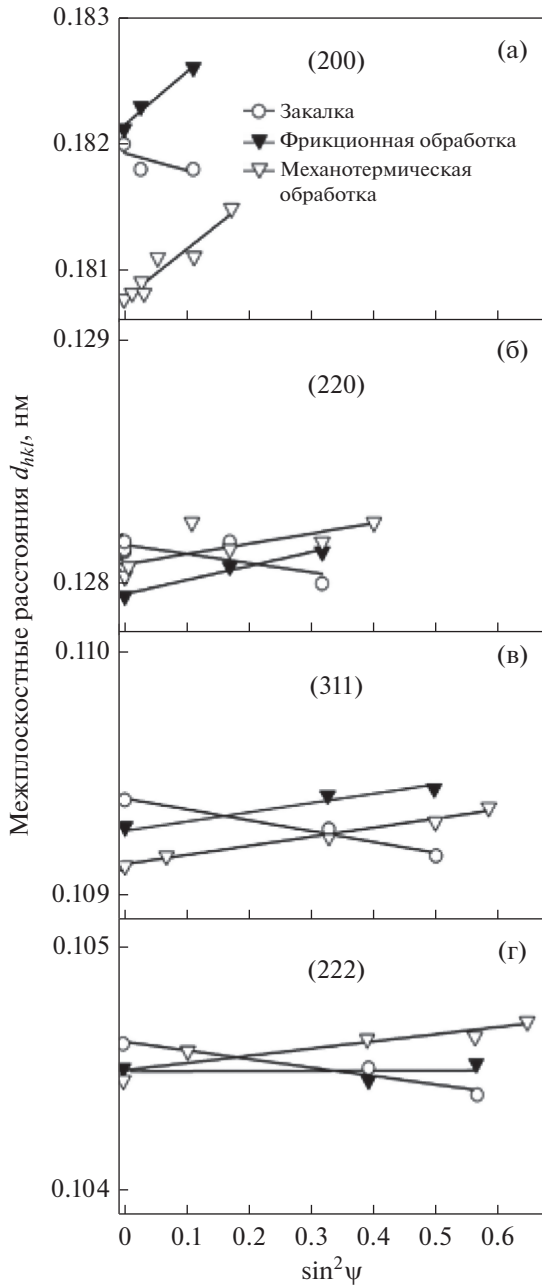 0.183
(а)
(200)
Закалка
0.182
Фрикционная обработка
Механотермическая
обработка
0.181
0.129
(б)
(220)
0.128
Межплоскостные расстояния d_hkl, нм
0.110
(в)
(311)
0.109
0.105
(г)
(222)
0.104
0 0.1 0.2 0.3 0.4 0.5 0.6
sin²ψ